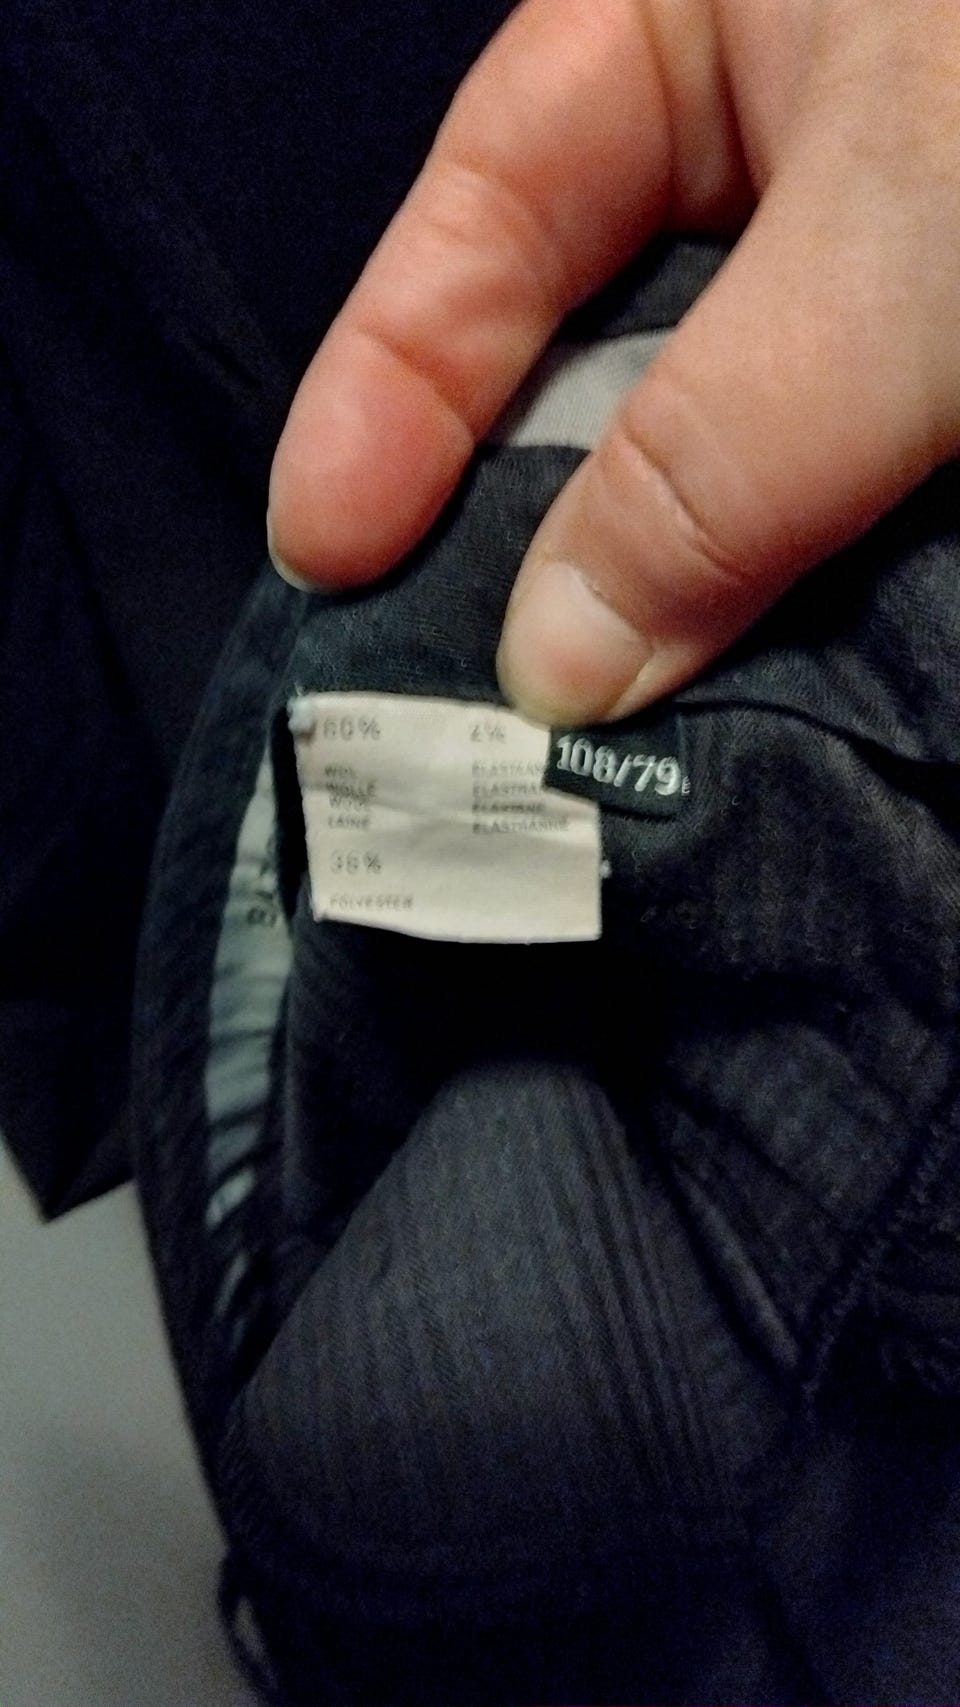 60% 2%
WOL ELASTAAN
WOLLE ELASTHAN
WOOL ELASTANE
LAINE ELASTHANNE
38%
POLYESTER
108/79